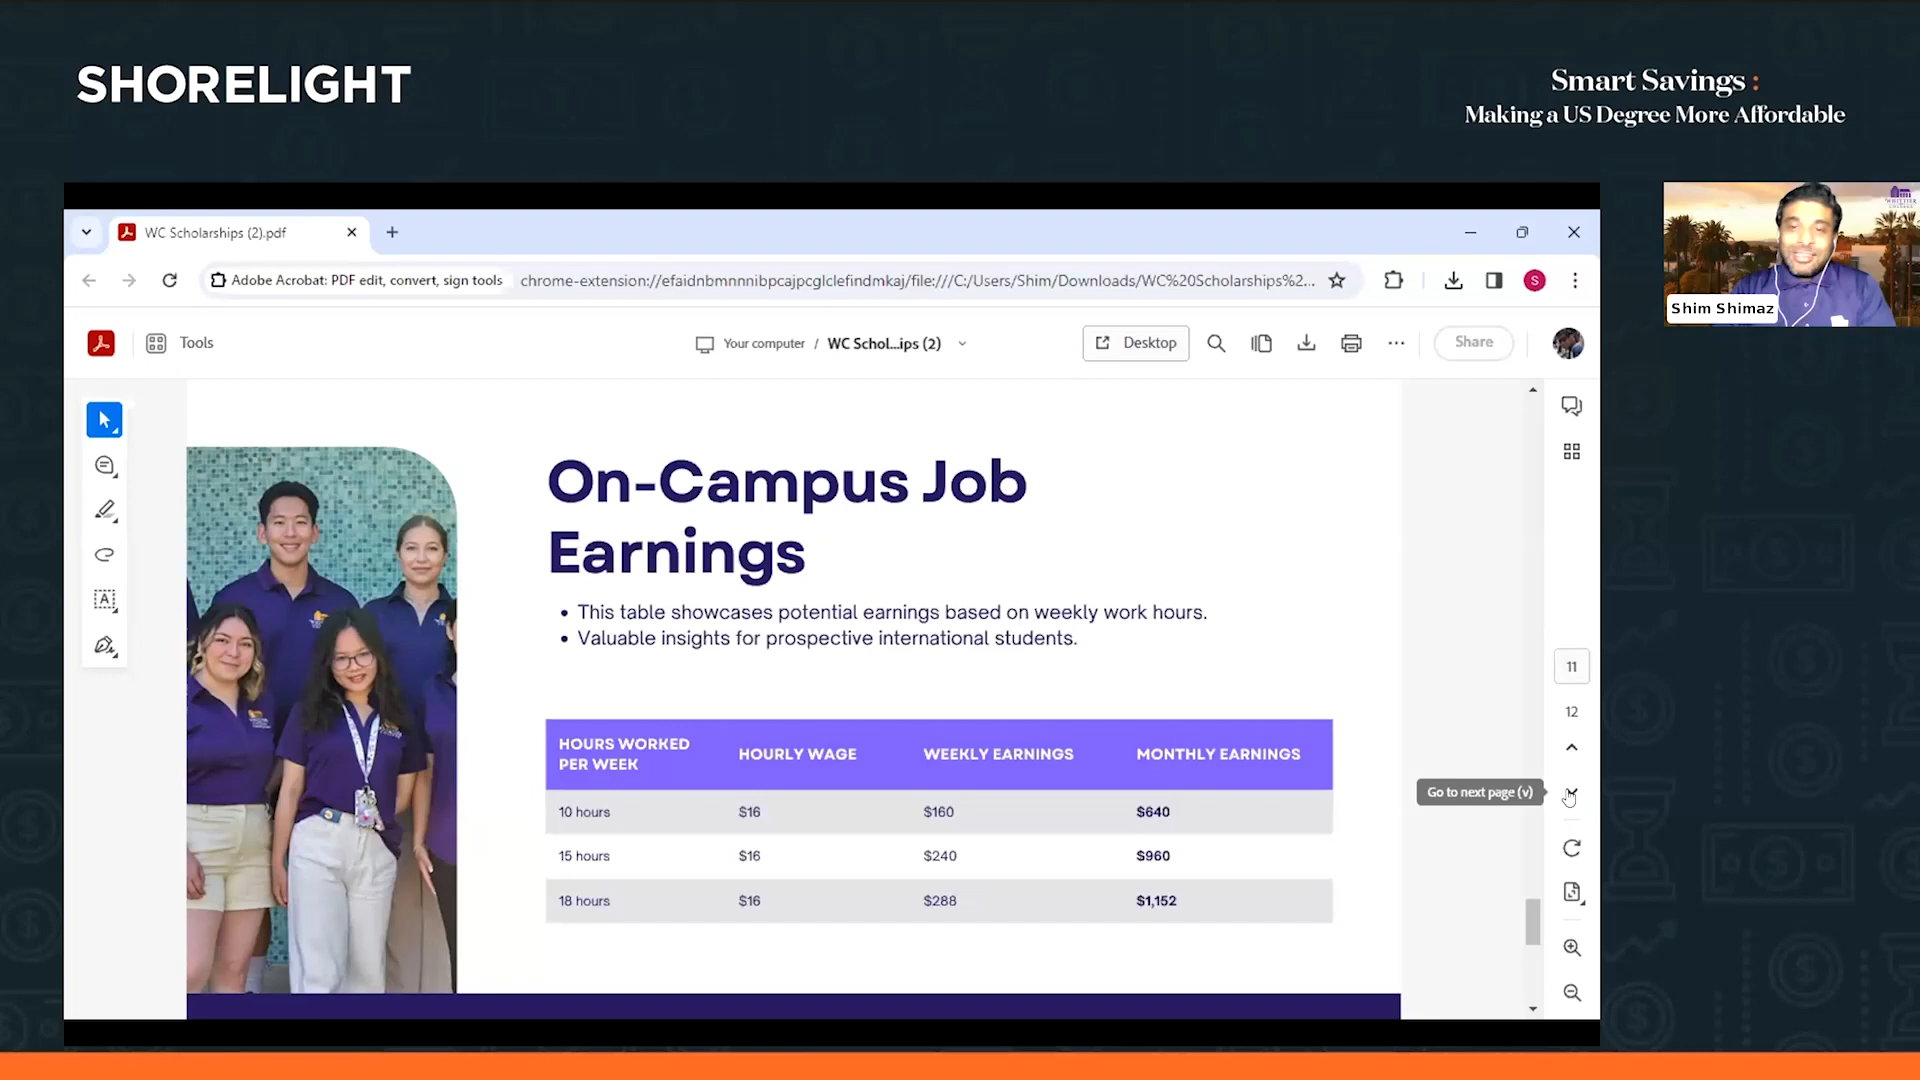 SHORELIGHT
Smart Savings :
Making a US Degree More Affordable
WC Scholarships (2).pdf
Adobe Acrobat: PDF edit, convert, sign tools
chrome-extension://efaidnbmnnnibpcajpcglclefindmkaj/file:///C:/Users/Shim/Downloads/WC%20Scholarships%2...
S
Tools
Your computer / WC Schol...ips (2)
Desktop
Share
Shim Shimaz
On-Campus Job
Earnings
• This table showcases potential earnings based on weekly work hours.
• Valuable insights for prospective international students.
HOURS WORKED
PER WEEK
HOURLY WAGE
WEEKLY EARNINGS
MONTHLY EARNINGS
10 hours $16 $160 $640
15 hours $16 $240 $960
18 hours $16 $288 $1,152
11
12
Go to next page (v)